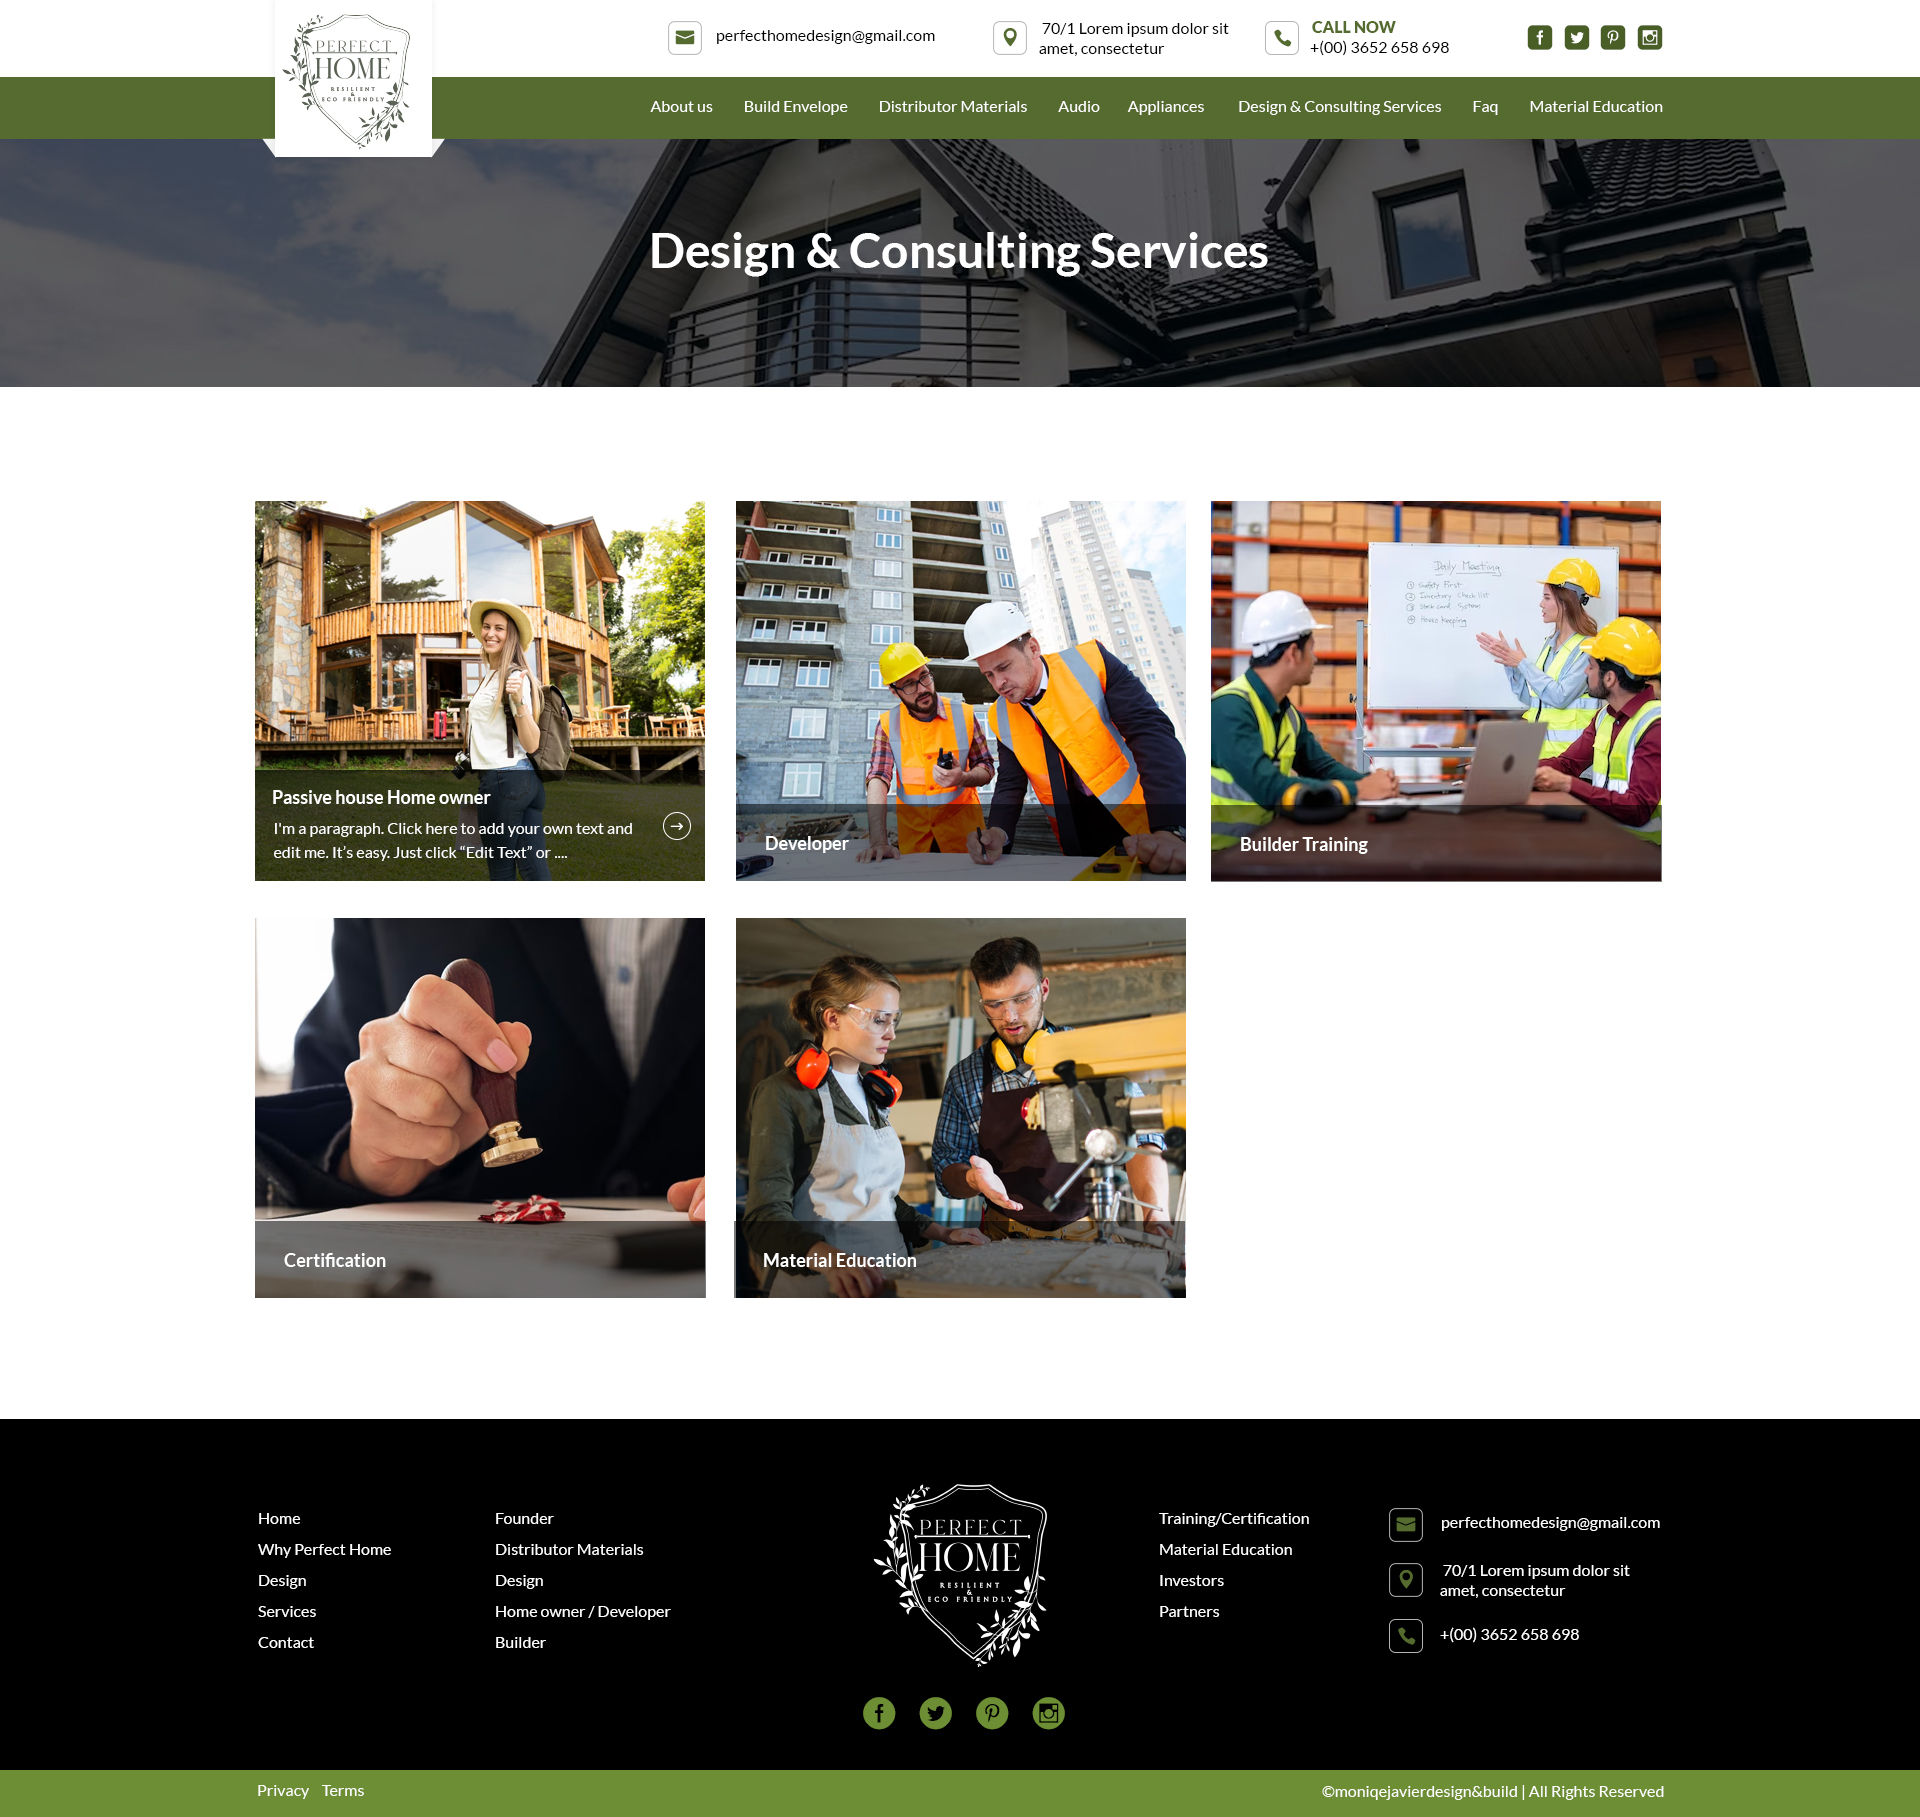 PERFECT
HOME
RESILIENT
&
ECO FRIENDLY
perfecthomedesign@gmail.com
70/1 Lorem ipsum dolor sit
amet, consectetur
CALL NOW
+(00) 3652 658 698
About us
Build Envelope
Distributor Materials
Audio
Appliances
Design & Consulting Services
Faq
Material Education
Design & Consulting Services
Passive house Home owner
I'm a paragraph. Click here to add your own text and
edit me. It’s easy. Just click “Edit Text” or ....
Developer
Daily Meeting
① Safety First
② Inventory Check list
③ Stock card Systems
④ House keeping
Builder Training
Certification
Material Education
Home
Why Perfect Home
Design
Services
Contact
Founder
Distributor Materials
Design
Home owner / Developer
Builder
PERFECT
HOME
RESILIENT
&
ECO FRIENDLY
Training/Certification
Material Education
Investors
Partners
perfecthomedesign@gmail.com
70/1 Lorem ipsum dolor sit
amet, consectetur
+(00) 3652 658 698
Privacy
Terms
©moniqejavierdesign&build | All Rights Reserved